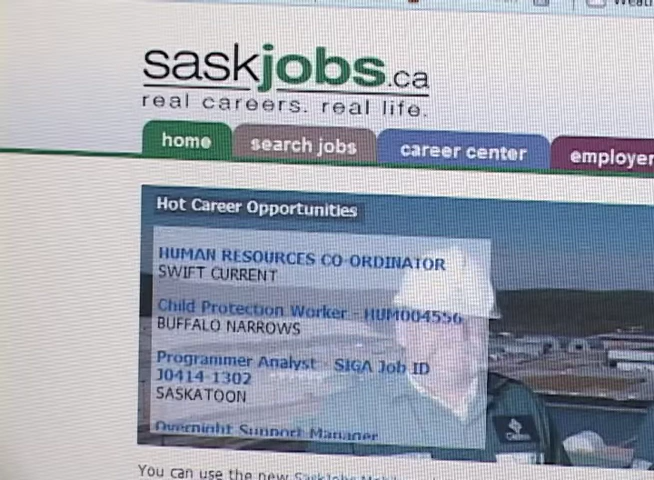 saskjobs.ca
real careers. real life.
home
search jobs
career center
employer
Hot Career Opportunities
HUMAN RESOURCES CO-ORDINATOR
SWIFT CURRENT
Child Protection Worker - HUM004556
BUFFALO NARROWS
Programmer Analyst - SIGA Job ID
J0414-1302
SASKATOON
Overnight Support Manager
You can use the new SaskJobs